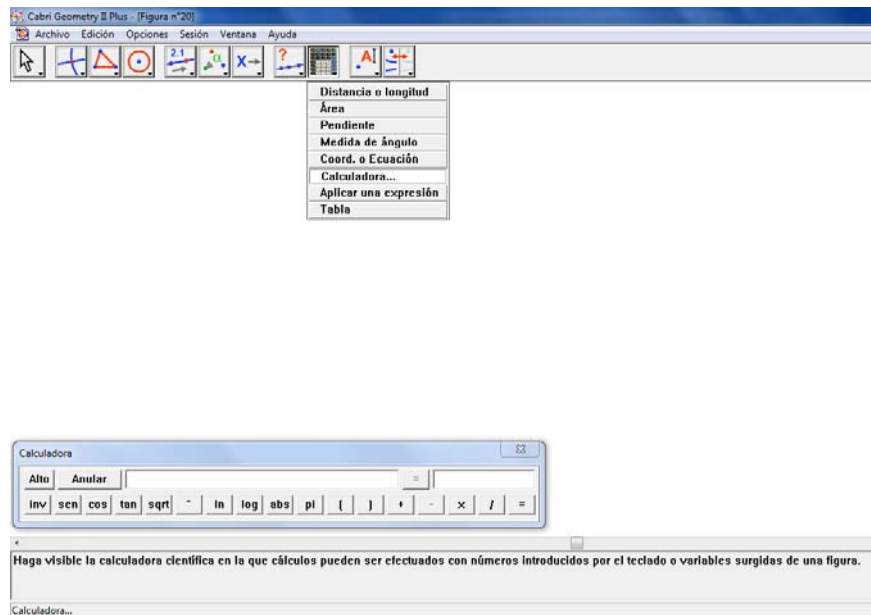 Cabri Geometry II Plus - [Figura nº20]
Archivo Edición Opciones Sesión Ventana Ayuda
2.1 α X ? A
Distancia o longitud
Área
Pendiente
Medida de ángulo
Coord. o Ecuación
Calculadora...
Aplicar una expresión
Tabla
Calculadora
Alto Anular =
inv sen cos tan sqrt ^ ln log abs pi ( ) + - x / =
Haga visible la calculadora científica en la que cálculos pueden ser efectuados con números introducidos por el teclado o variables surgidas de una figura.
Calculadora...